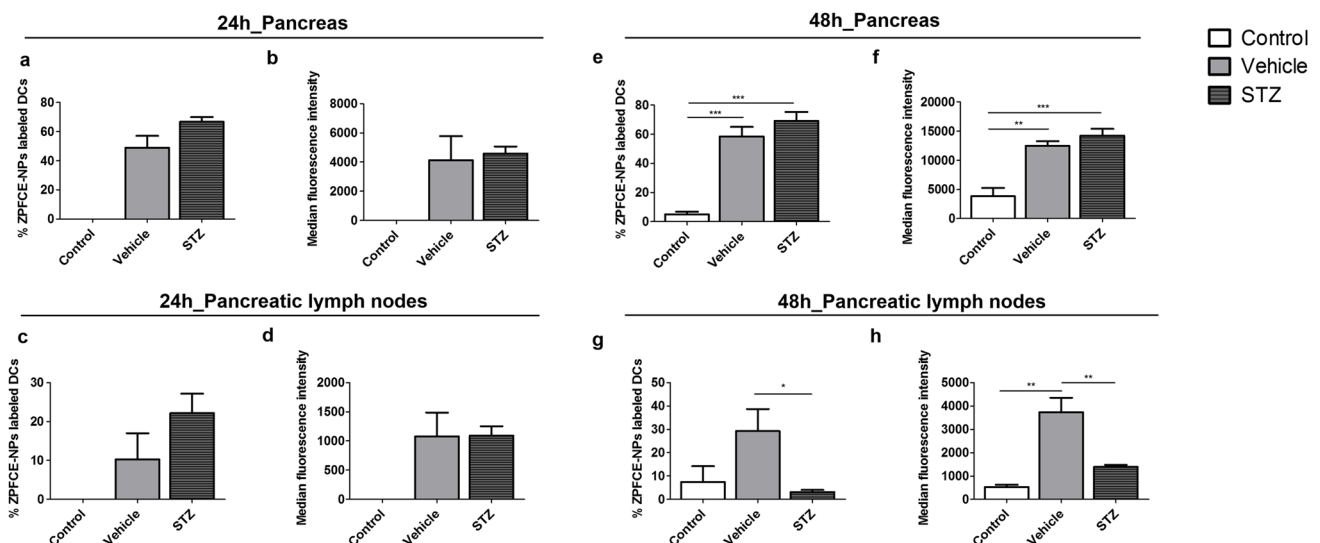 24h_Pancreas
48h_Pancreas
Control
Vehicle
STZ
a
% ZPFCE-NPs labeled DCs
80
60
40
20
0
Control
Vehicle
STZ
b
Median fluorescence intensity
8000
6000
4000
2000
0
Control
Vehicle
STZ
e
% ZPFCE-NPs labeled DCs
80
60
40
20
0
***
***
Control
Vehicle
STZ
f
Median fluorescence intensity
20000
15000
10000
5000
0
***
**
Control
Vehicle
STZ
24h_Pancreatic lymph nodes
48h_Pancreatic lymph nodes
c
% ZPFCE-NPs labeled DCs
30
20
10
0
Control
Vehicle
STZ
d
Median fluorescence intensity
2000
1500
1000
500
0
Control
Vehicle
STZ
g
% ZPFCE-NPs labeled DCs
50
40
30
20
10
0
*
Control
Vehicle
STZ
h
Median fluorescence intensity
5000
4000
3000
2000
1000
0
**
**
Control
Vehicle
STZ